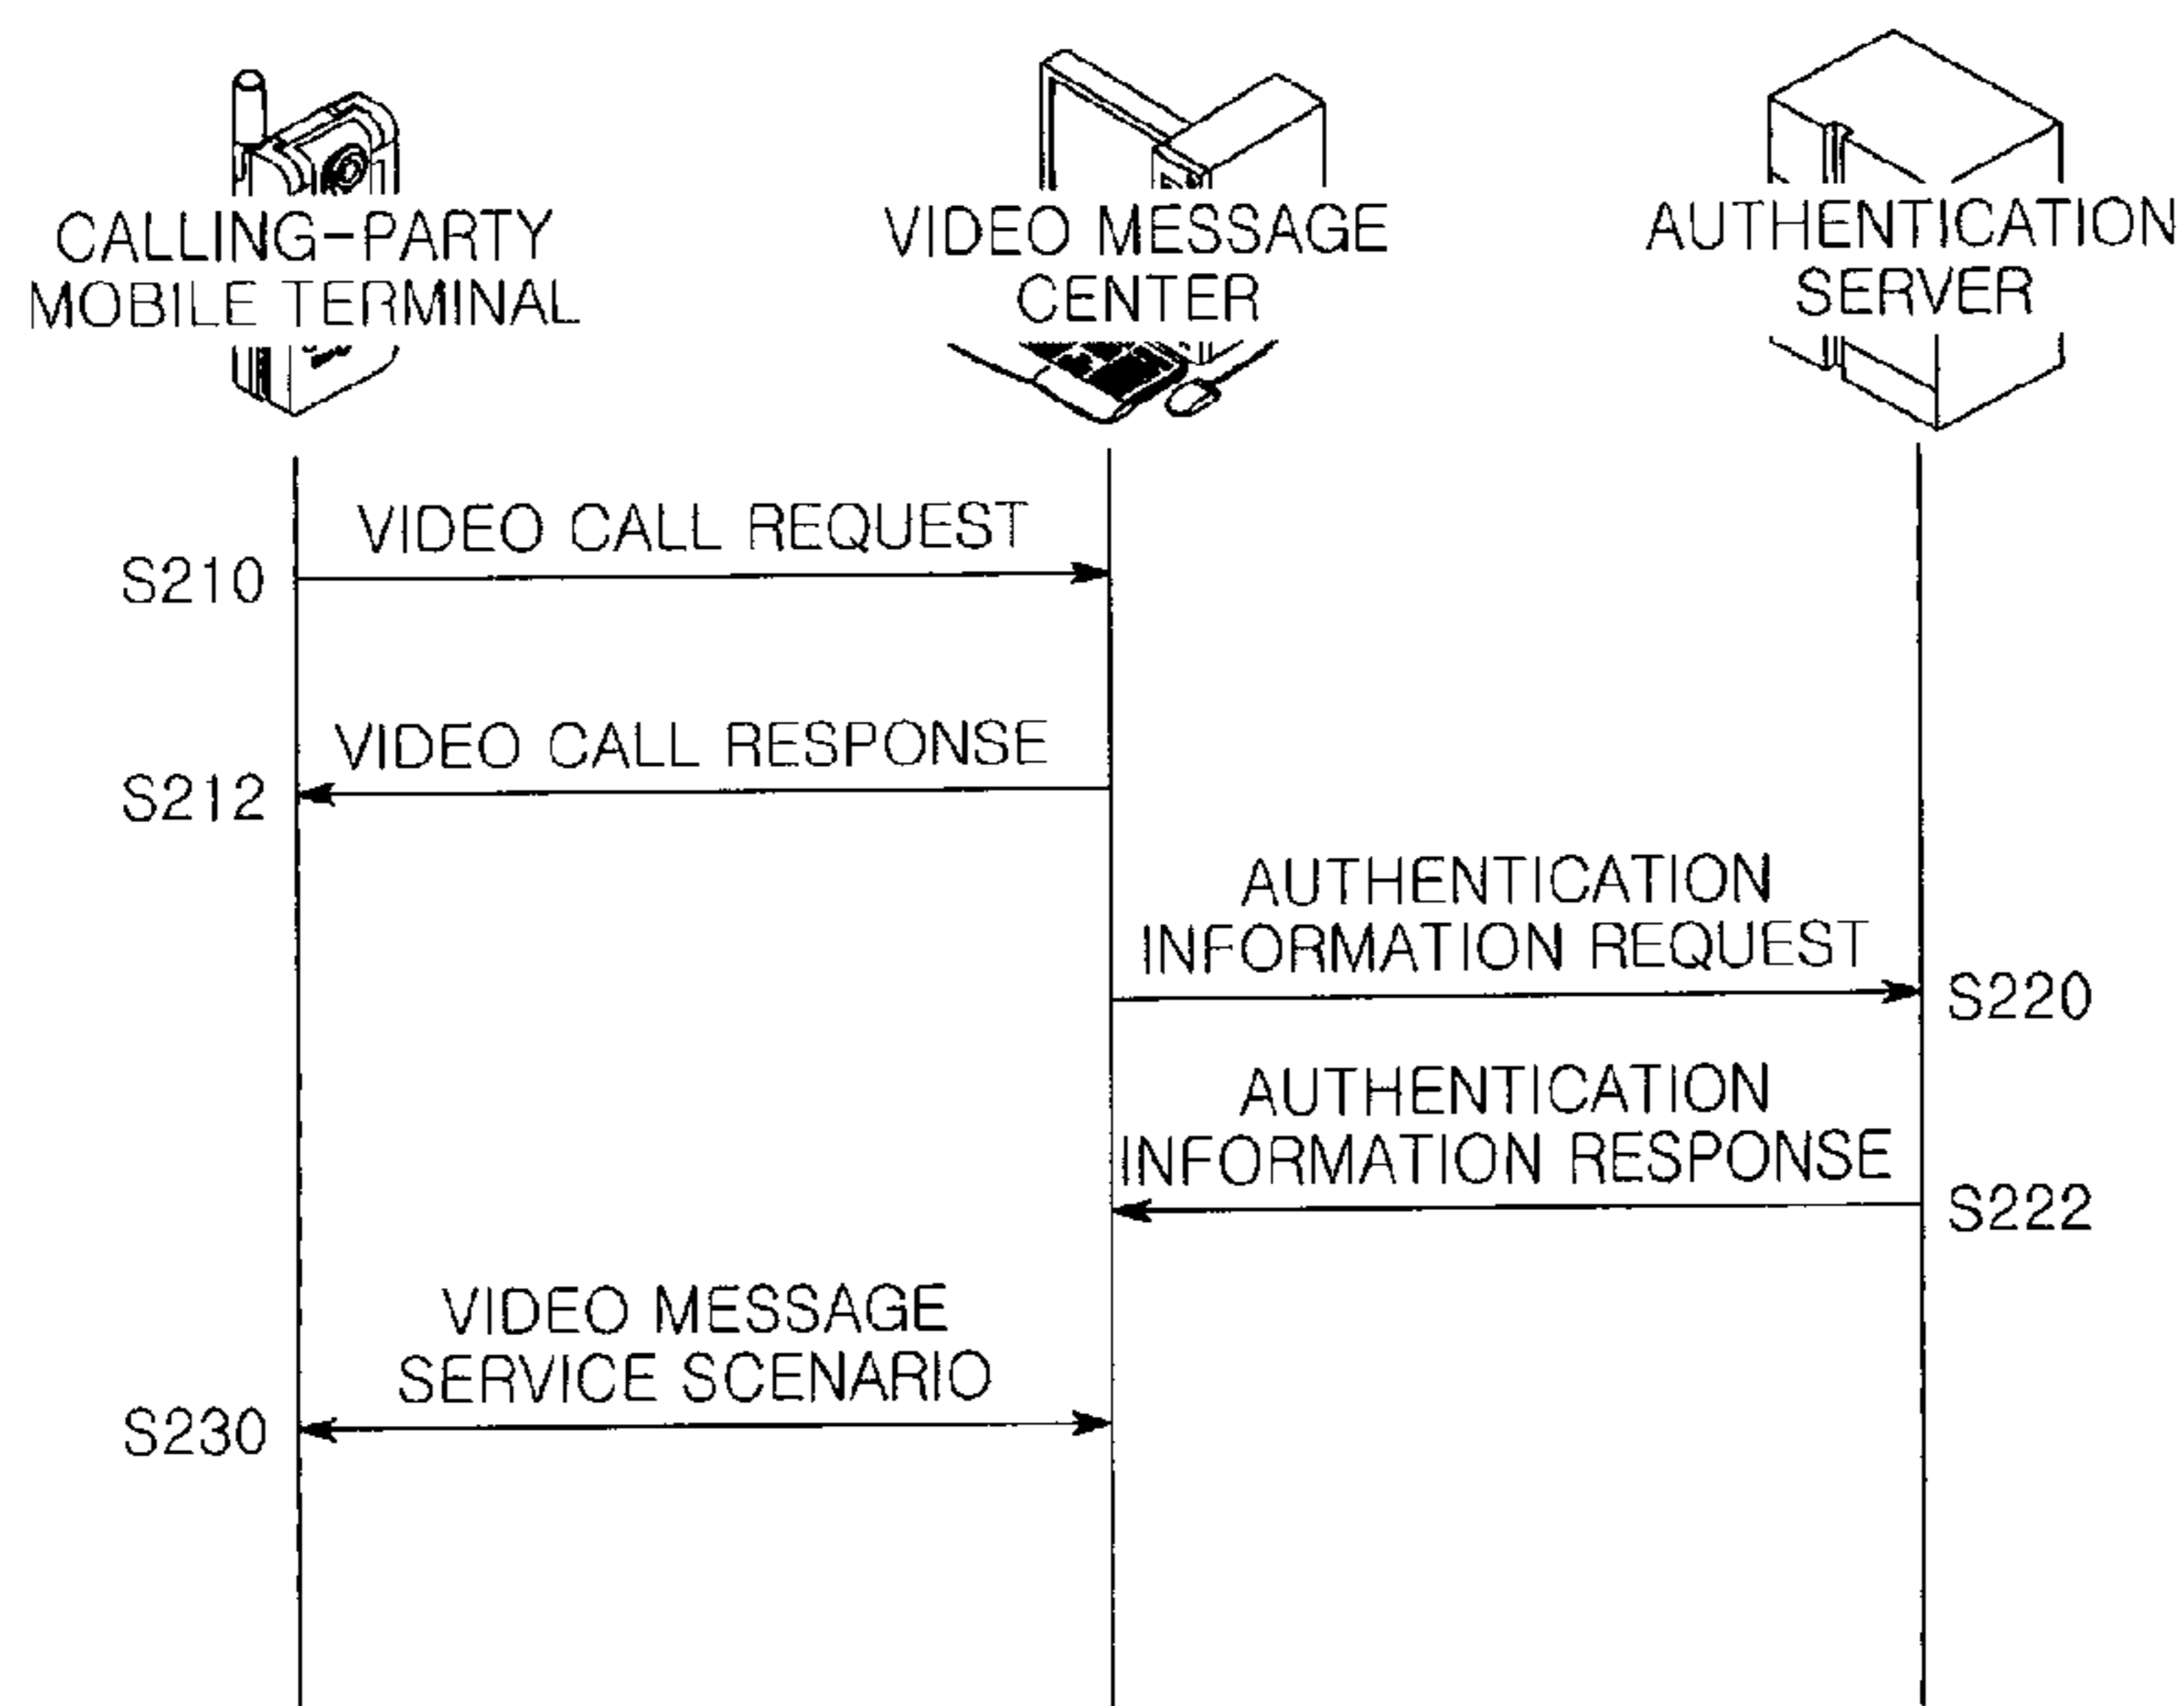 CALLING-PARTY
MOBILE TERMINAL
VIDEO MESSAGE
CENTER
AUTHENTICATION
SERVER
VIDEO CALL REQUEST
S210
VIDEO CALL RESPONSE
S212
AUTHENTICATION
INFORMATION REQUEST
S220
AUTHENTICATION
INFORMATION RESPONSE
S222
VIDEO MESSAGE
SERVICE SCENARIO
S230